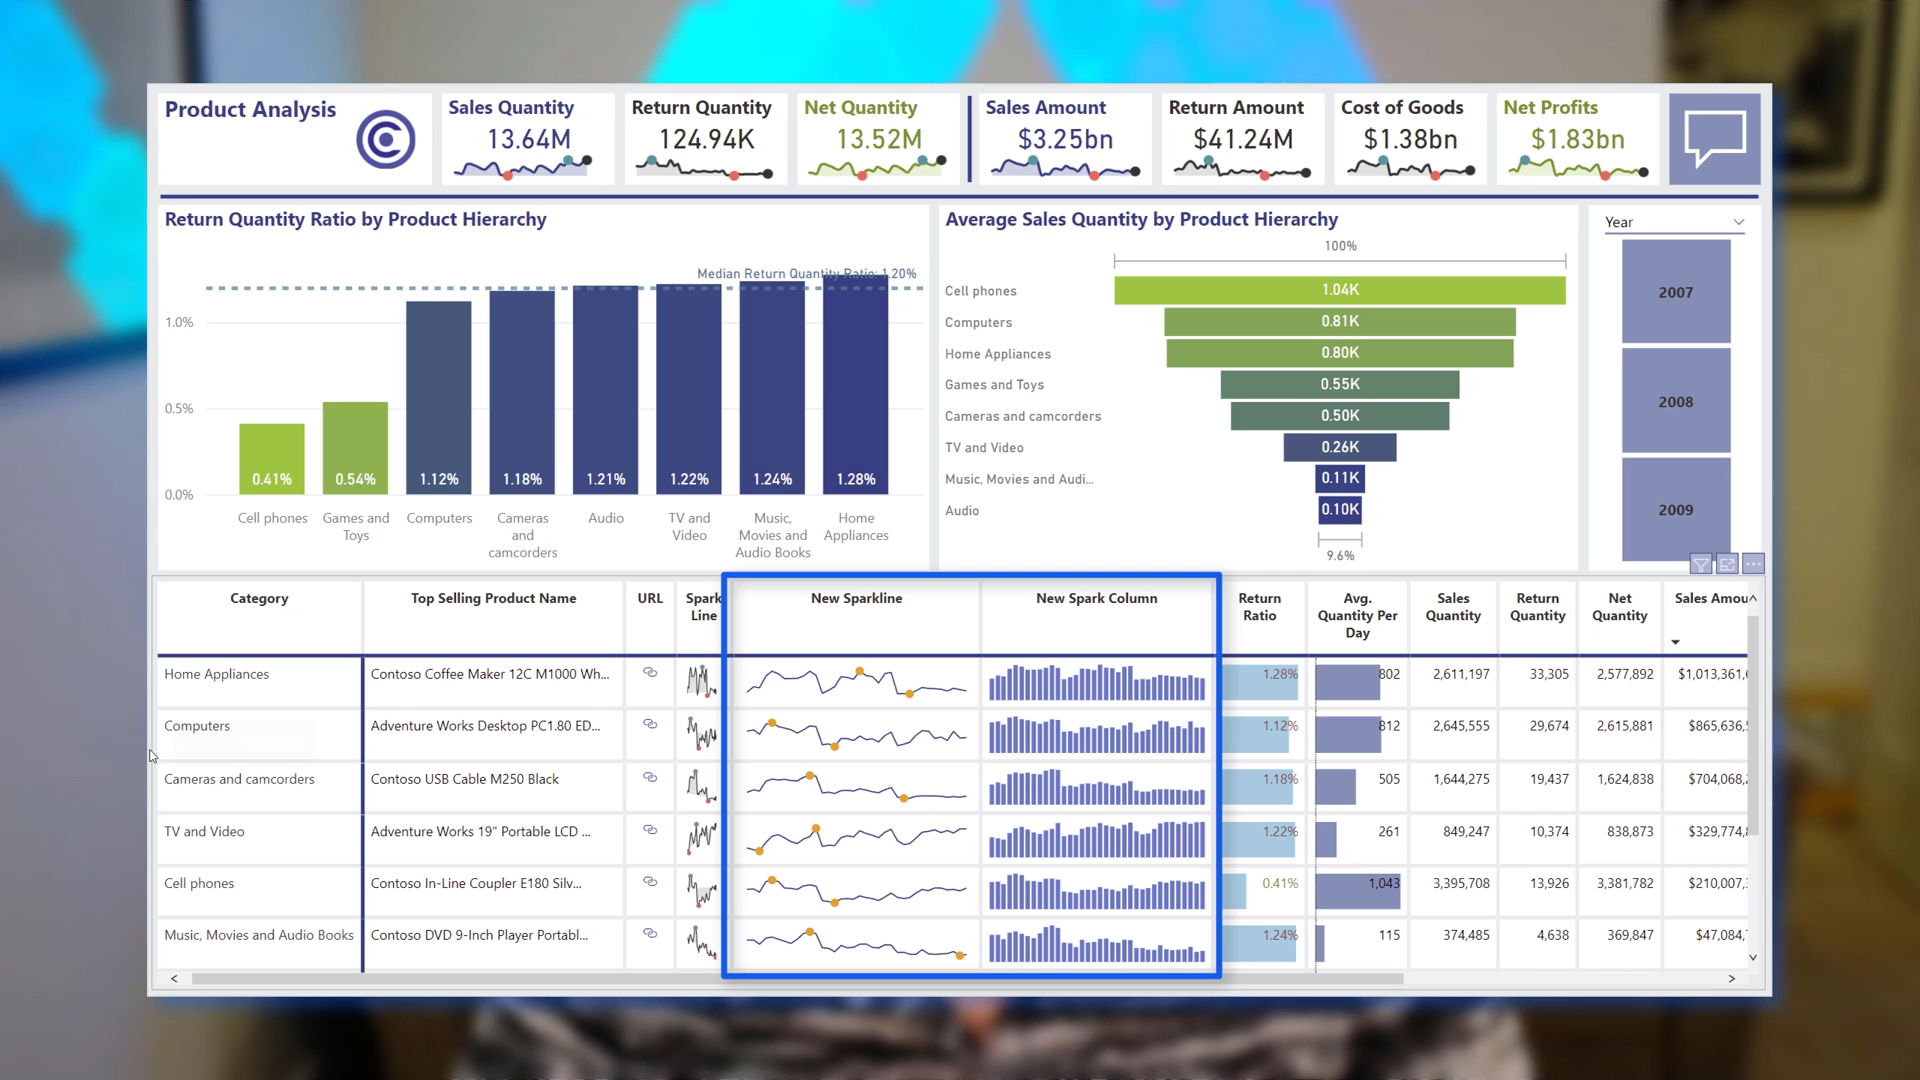 Product Analysis
Sales Quantity
13.64M
Return Quantity
124.94K
Net Quantity
13.52M
Sales Amount
$3.25bn
Return Amount
$41.24M
Cost of Goods
$1.38bn
Net Profits
$1.83bn
Return Quantity Ratio by Product Hierarchy
Median Return Quantity Ratio: 1.20%
1.0%
0.5%
0.0%
0.41%
0.54%
1.12%
1.18%
1.21%
1.22%
1.24%
1.28%
Cell phones
Games and
Toys
Computers
Cameras
and
camcorders
Audio
TV and
Video
Music,
Movies and
Audio Books
Home
Appliances
Average Sales Quantity by Product Hierarchy
100%
Cell phones 1.04K
Computers 0.81K
Home Appliances 0.80K
Games and Toys 0.55K
Cameras and camcorders 0.50K
TV and Video 0.26K
Music, Movies and Audi... 0.11K
Audio 0.10K
9.6%
Year
2007
2008
2009
Category
Top Selling Product Name
URL
Spark
Line
New Sparkline
New Spark Column
Return
Ratio
Avg.
Quantity Per
Day
Sales
Quantity
Return
Quantity
Net
Quantity
Sales Amou
Home Appliances Contoso Coffee Maker 12C M1000 Wh... 1.28% 802 2,611,197 33,305 2,577,892 $1,013,361,
Computers Adventure Works Desktop PC1.80 ED... 1.12% 812 2,645,555 29,674 2,615,881 $865,636,
Cameras and camcorders Contoso USB Cable M250 Black 1.18% 505 1,644,275 19,437 1,624,838 $704,068,
TV and Video Adventure Works 19" Portable LCD ... 1.22% 261 849,247 10,374 838,873 $329,774,
Cell phones Contoso In-Line Coupler E180 Silv... 0.41% 1,043 3,395,708 13,926 3,381,782 $210,007,
Music, Movies and Audio Books Contoso DVD 9-Inch Player Portabl... 1.24% 115 374,485 4,638 369,847 $47,084,